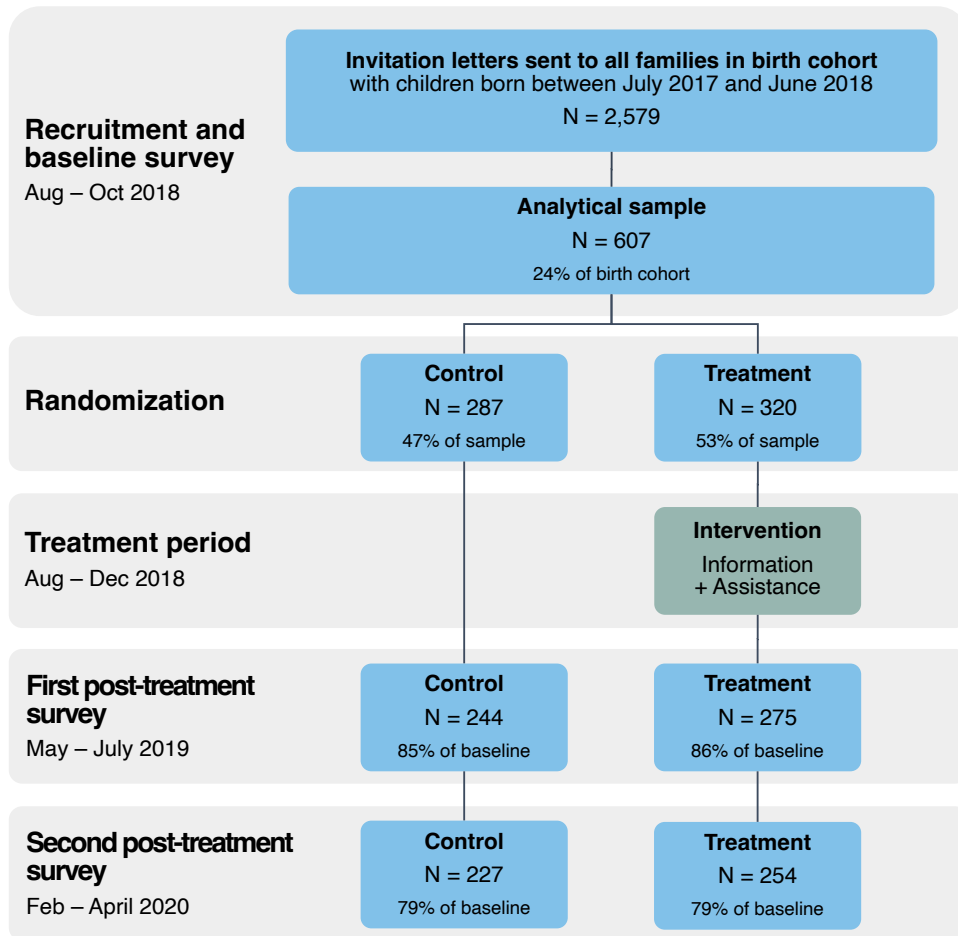 Recruitment and
baseline survey
Aug – Oct 2018
Invitation letters sent to all families in birth cohort
with children born between July 2017 and June 2018
N = 2,579
Analytical sample
N = 607
24% of birth cohort
Randomization
Control
N = 287
47% of sample
Treatment
N = 320
53% of sample
Treatment period
Aug – Dec 2018
Intervention
Information
+ Assistance
First post-treatment
survey
May – July 2019
Control
N = 244
85% of baseline
Treatment
N = 275
86% of baseline
Second post-treatment
survey
Feb – April 2020
Control
N = 227
79% of baseline
Treatment
N = 254
79% of baseline